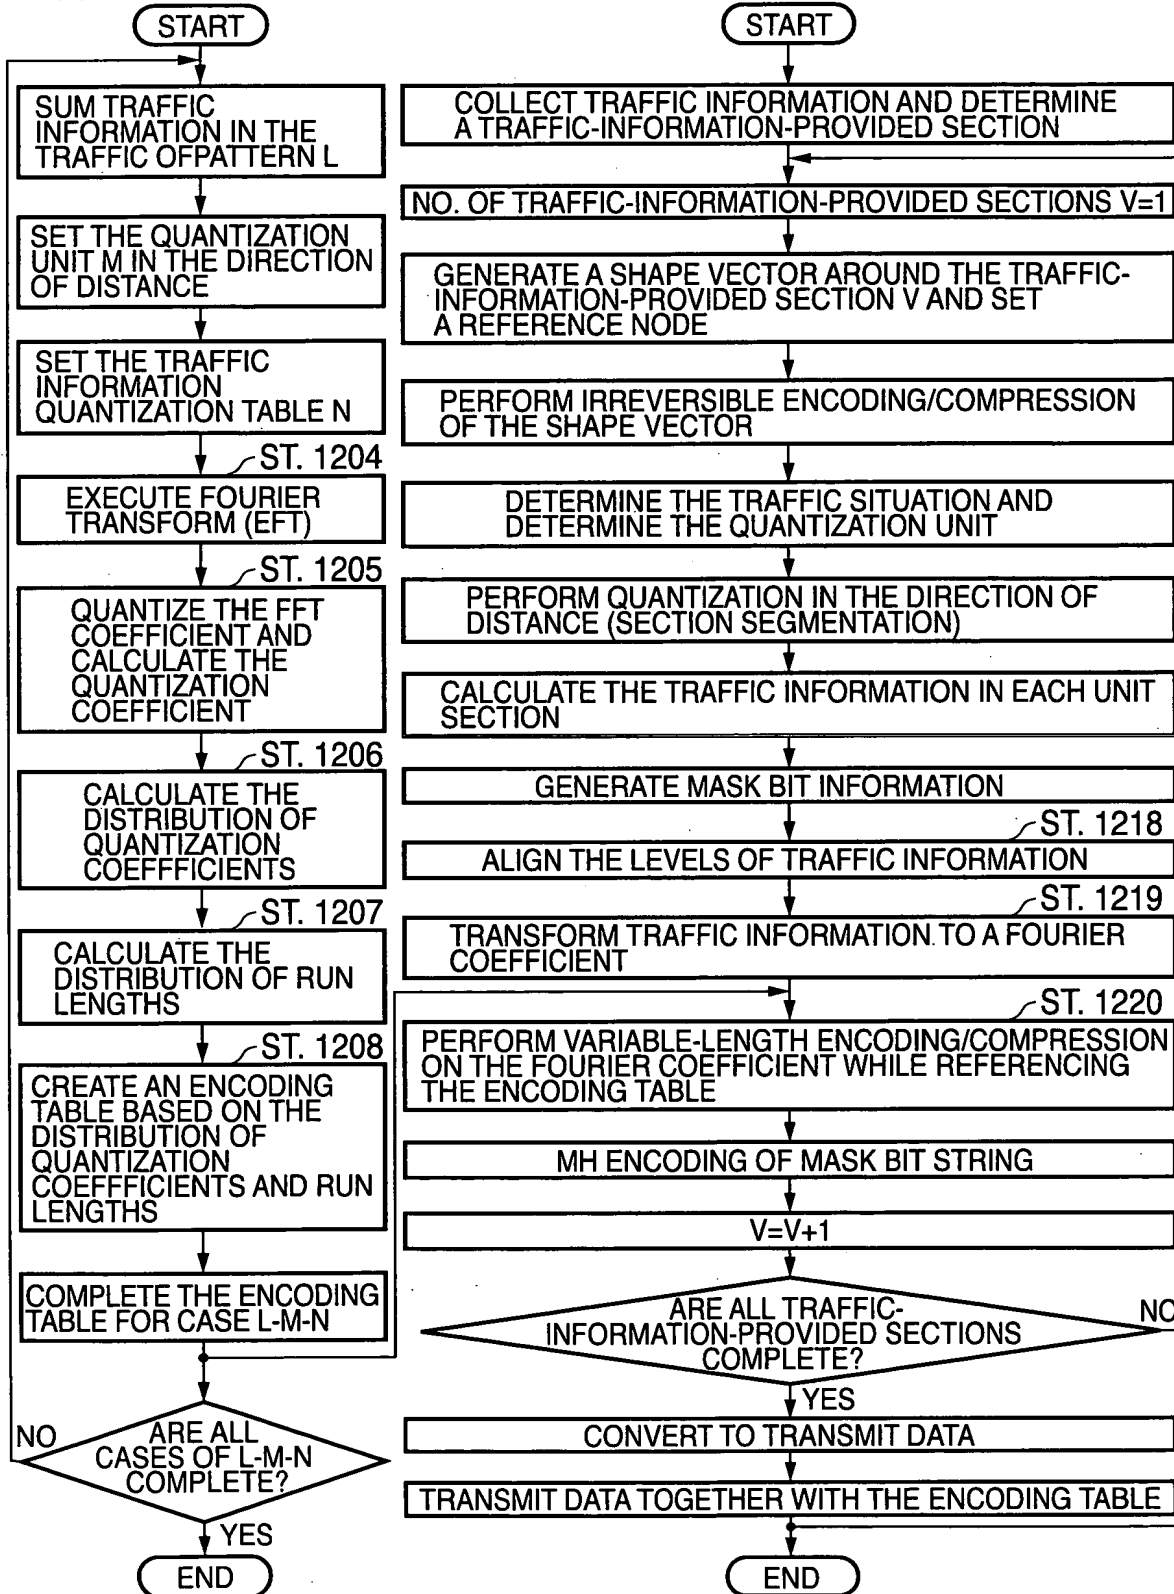 START
SUM TRAFFIC
INFORMATION IN THE
TRAFFIC OFPATTERN L
SET THE QUANTIZATION
UNIT M IN THE DIRECTION
OF DISTANCE
SET THE TRAFFIC
INFORMATION
QUANTIZATION TABLE N
ST. 1204
EXECUTE FOURIER
TRANSFORM (EFT)
ST. 1205
QUANTIZE THE FFT
COEFFICIENT AND
CALCULATE THE
QUANTIZATION
COEFFICIENT
ST. 1206
CALCULATE THE
DISTRIBUTION OF
QUANTIZATION
COEFFFICIENTS
ST. 1207
CALCULATE THE
DISTRIBUTION OF RUN
LENGTHS
ST. 1208
CREATE AN ENCODING
TABLE BASED ON THE
DISTRIBUTION OF
QUANTIZATION
COEFFFICIENTS AND RUN
LENGTHS
COMPLETE THE ENCODING
TABLE FOR CASE L-M-N
NO
ARE ALL
CASES OF L-M-N
COMPLETE?
YES
END
START
COLLECT TRAFFIC INFORMATION AND DETERMINE
A TRAFFIC-INFORMATION-PROVIDED SECTION
NO. OF TRAFFIC-INFORMATION-PROVIDED SECTIONS V=1
GENERATE A SHAPE VECTOR AROUND THE TRAFFIC-
INFORMATION-PROVIDED SECTION V AND SET
A REFERENCE NODE
PERFORM IRREVERSIBLE ENCODING/COMPRESSION
OF THE SHAPE VECTOR
DETERMINE THE TRAFFIC SITUATION AND
DETERMINE THE QUANTIZATION UNIT
PERFORM QUANTIZATION IN THE DIRECTION OF
DISTANCE (SECTION SEGMENTATION)
CALCULATE THE TRAFFIC INFORMATION IN EACH UNIT
SECTION
GENERATE MASK BIT INFORMATION
ST. 1218
ALIGN THE LEVELS OF TRAFFIC INFORMATION
ST. 1219
TRANSFORM TRAFFIC INFORMATION TO A FOURIER
COEFFICIENT
ST. 1220
PERFORM VARIABLE-LENGTH ENCODING/COMPRESSION
ON THE FOURIER COEFFICIENT WHILE REFERENCING
THE ENCODING TABLE
MH ENCODING OF MASK BIT STRING
V=V+1
ARE ALL TRAFFIC-
INFORMATION-PROVIDED SECTIONS
COMPLETE?
NO
YES
CONVERT TO TRANSMIT DATA
TRANSMIT DATA TOGETHER WITH THE ENCODING TABLE
END